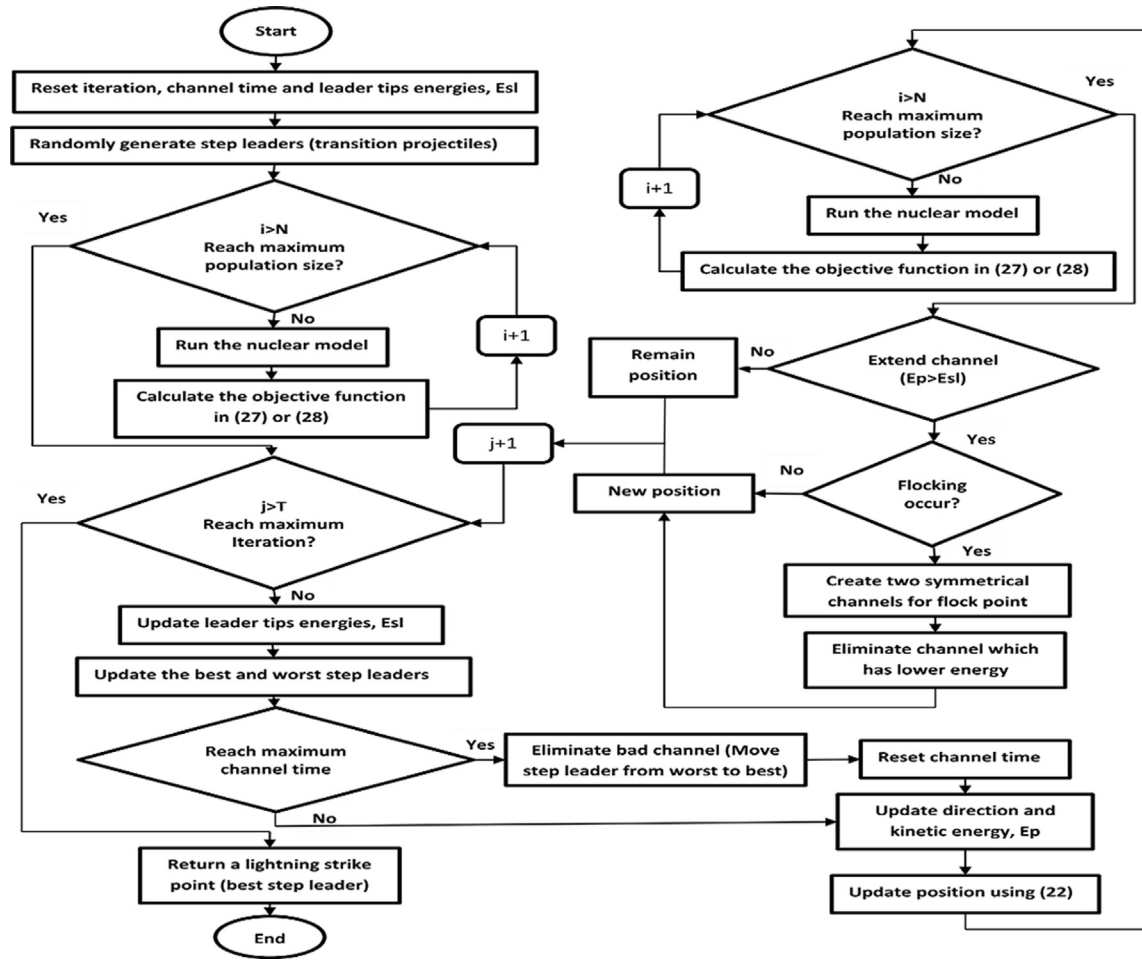 Start
Reset iteration, channel time and leader tips energies, Esl
Randomly generate step leaders (transition projectiles)
Yes
i>N
Reach maximum
population size?
No
Run the nuclear model
i+1
Calculate the objective function
in (27) or (28)
Yes
j>T
Reach maximum
Iteration?
j+1
No
Update leader tips energies, Esl
Update the best and worst step leaders
Reach maximum
channel time
Yes
No
Eliminate bad channel (Move
step leader from worst to best)
Reset channel time
Update direction and
kinetic energy, Ep
Update position using (22)
Return a lightning strike
point (best step leader)
End
i>N
Reach maximum
population size?
Yes
No
i+1
Run the nuclear model
Calculate the objective function in (27) or (28)
Extend channel
(Ep>Esl)
No
Remain
position
Yes
Flocking
occur?
No
New position
Yes
Create two symmetrical
channels for flock point
Eliminate channel which
has lower energy